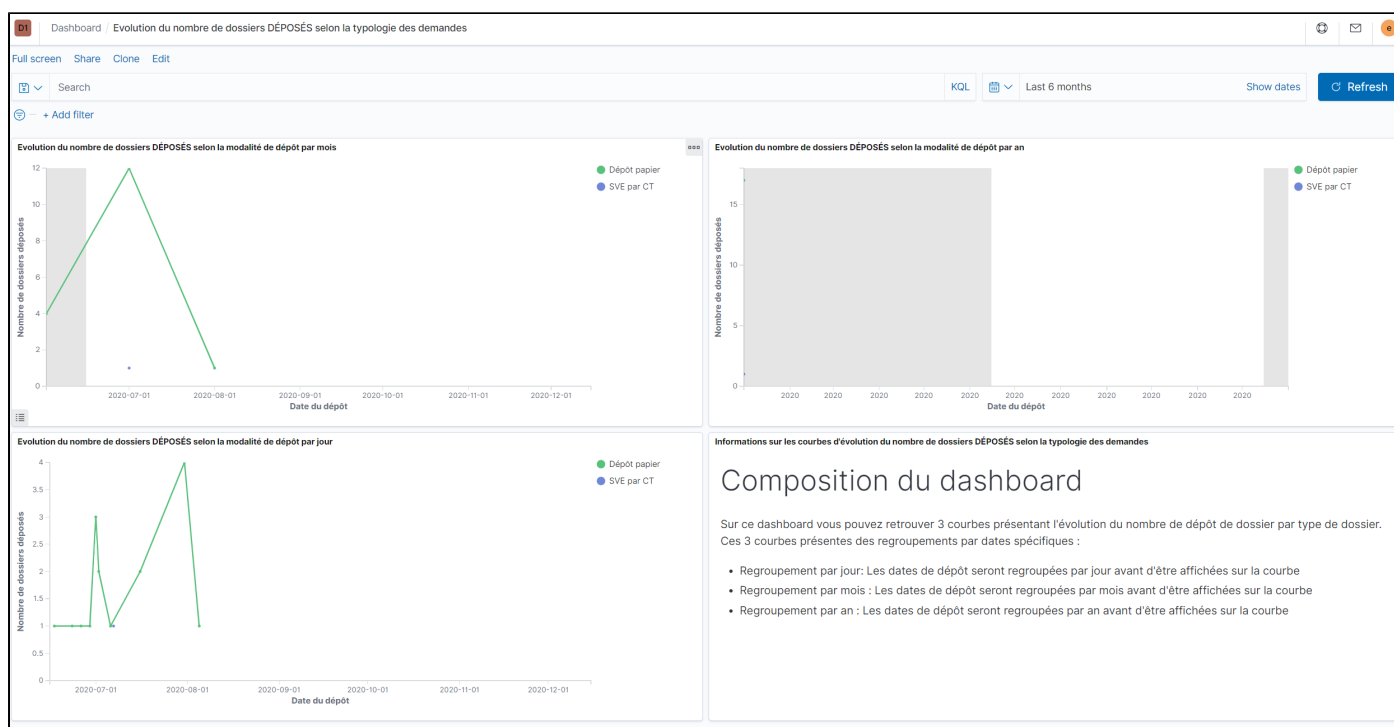 D1 Dashboard / Evolution du nombre de dossiers DÉPOSÉS selon la typologie des demandes e
Full screen Share Clone Edit
Search KQL Last 6 months Show dates Refresh
+ Add filter
Evolution du nombre de dossiers DÉPOSÉS selon la modalité de dépôt par mois
Nombre de dossiers déposés
12
10
8
6
4
2
0
2020-07-01 2020-08-01 2020-09-01 2020-10-01 2020-11-01 2020-12-01
Date du dépôt
Dépôt papier
SVE par CT
Evolution du nombre de dossiers DÉPOSÉS selon la modalité de dépôt par an
Nombre de dossiers déposés
15
10
5
0
2020 2020 2020 2020 2020 2020 2020 2020 2020 2020 2020
Date du dépôt
Dépôt papier
SVE par CT
Evolution du nombre de dossiers DÉPOSÉS selon la modalité de dépôt par jour
Nombre de dossiers déposés
4
3.5
3
2.5
2
1.5
1
0.5
0
2020-07-01 2020-08-01 2020-09-01 2020-10-01 2020-11-01 2020-12-01
Date du dépôt
Dépôt papier
SVE par CT
Informations sur les courbes d'évolution du nombre de dossiers DÉPOSÉS selon la typologie des demandes
Composition du dashboard
Sur ce dashboard vous pouvez retrouver 3 courbes présentant l'évolution du nombre de dépôt de dossier par type de dossier.
Ces 3 courbes présentes des regroupements par dates spécifiques :
• Regroupement par jour: Les dates de dépôt seront regroupées par jour avant d'être affichées sur la courbe
• Regroupement par mois : Les dates de dépôt seront regroupées par mois avant d'être affichées sur la courbe
• Regroupement par an : Les dates de dépôt seront regroupées par an avant d'être affichées sur la courbe